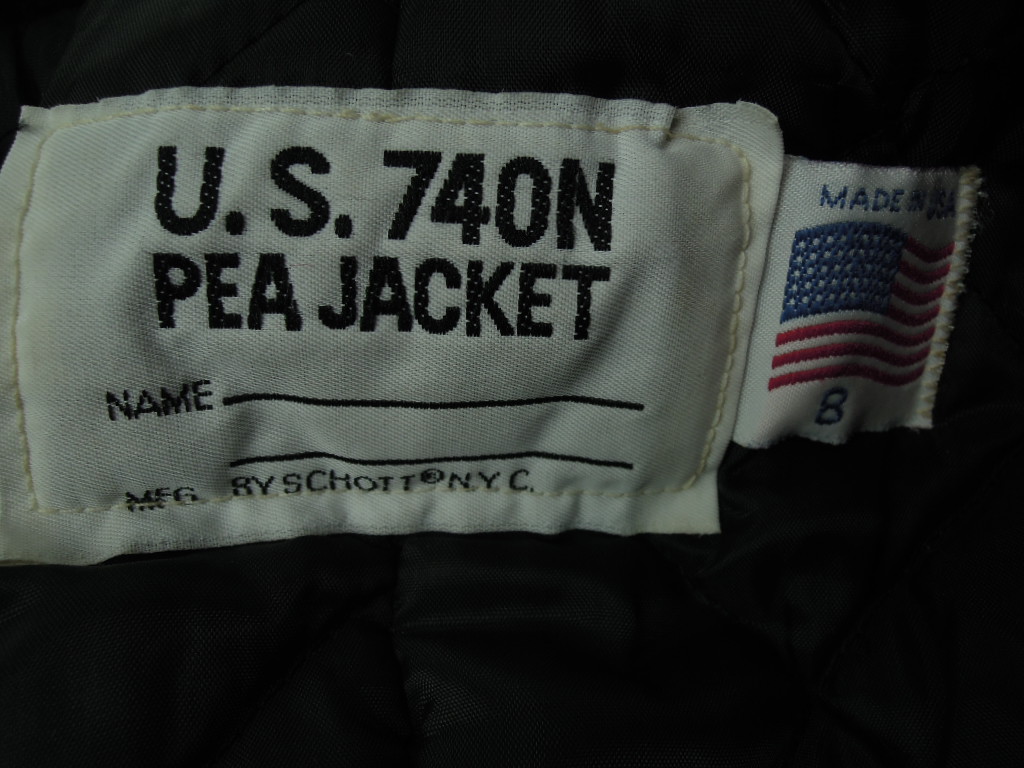 U.S. 740N
PEA JACKET
NAME
MFG. BY SCHOTT® N.Y.C.
MADE IN USA
8